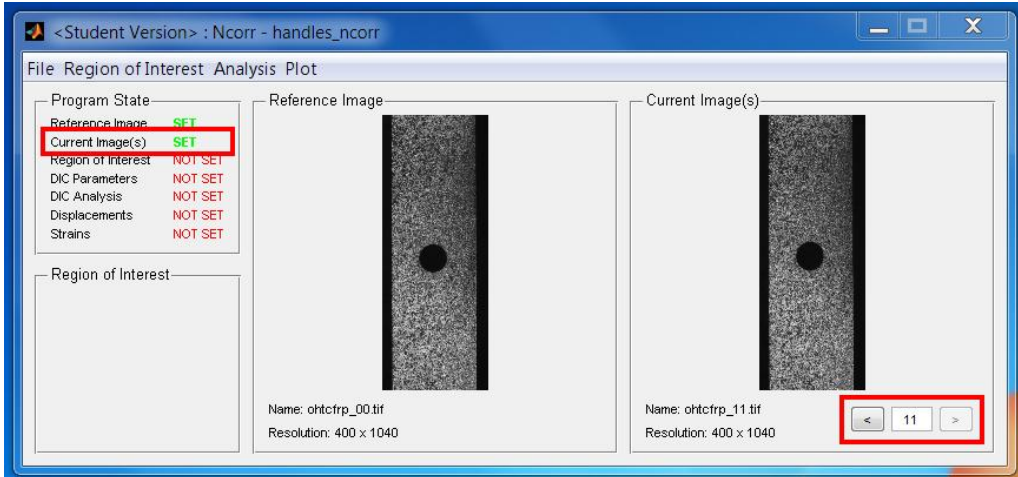 <Student Version> : Ncorr - handles_ncorr
File Region of Interest Analysis Plot
Program State
Reference Image SET
Current Image(s) SET
Region of Interest NOT SET
DIC Parameters NOT SET
DIC Analysis NOT SET
Displacements NOT SET
Strains NOT SET
Region of Interest
Reference Image
Name: ohtcfrp_00.tif
Resolution: 400 x 1040
Current Image(s)
Name: ohtcfrp_11.tif
Resolution: 400 x 1040
< 11 >